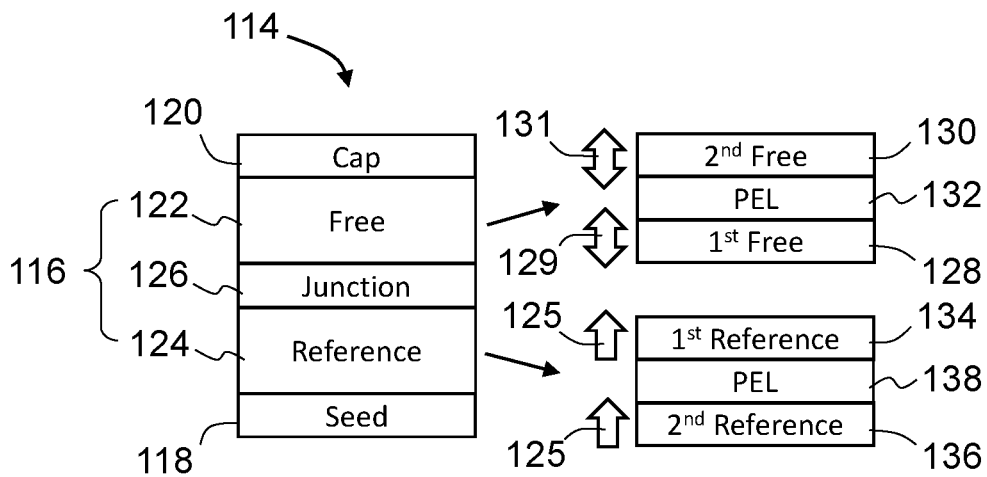 114
120
Cap
122
Free
116
126
Junction
124
Reference
118
Seed
131
2nd Free
130
PEL
132
129
1st Free
128
125
1st Reference
134
PEL
138
125
2nd Reference
136